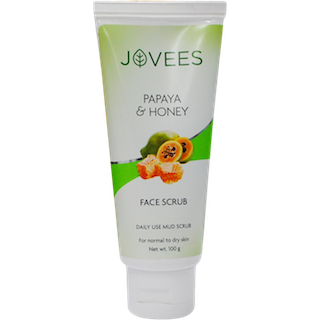 JOVEES
PAPAYA
& HONEY
FACE SCRUB
DAILY USE MUD SCRUB
For normal to dry skin
Net wt. 100 g